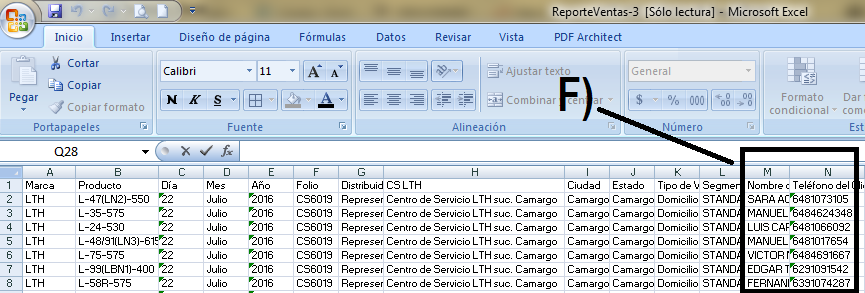 ReporteVentas-3 [Sólo lectura] - Microsoft Excel
Inicio Insertar Diseño de página Fórmulas Datos Revisar Vista PDF Architect
Pegar Cortar Copiar Copiar formato
Portapapeles
Calibri 11 A A
N K S A
Fuente
Ajustar texto
Combinar y centrar
Alineación
General
$ % 000
Número
Formato condicional
Dar
como
Est
F)
Q28 fx
A B C D E F G H I J K L M N
1 Marca Producto Día Mes Año Folio Distribuid CS LTH Ciudad Estado Tipo de V Segmen Nombre d Teléfono del Clie
2 LTH L-47(LN2)-550 22 Julio 2016 CS6019 Represer Centro de Servicio LTH suc. Camargo Camargo Camargo Domicilio STANDA SARA AC 6481073105
3 LTH L-35-575 22 Julio 2016 CS6019 Represer Centro de Servicio LTH suc. Camargo Camargo Camargo Domicilio STANDA MANUEL 6484624348
4 LTH L-24-530 22 Julio 2016 CS6019 Represer Centro de Servicio LTH suc. Camargo Camargo Camargo Domicilio STANDA LUIS CAR 6481066092
5 LTH L-48/91(LN3)-615 22 Julio 2016 CS6019 Represer Centro de Servicio LTH suc. Camargo Camargo Camargo Domicilio STANDA MANUEL 6481017654
6 LTH L-75-575 22 Julio 2016 CS6019 Represer Centro de Servicio LTH suc. Camargo Camargo Camargo Domicilio STANDA VICTOR 6484691667
7 LTH L-99(LBN1)-400 22 Julio 2016 CS6019 Represer Centro de Servicio LTH suc. Camargo Camargo Camargo Domicilio STANDA EDGAR 6291091542
8 LTH L-58R-575 22 Julio 2016 CS6019 Represer Centro de Servicio LTH suc. Camargo Camargo Camargo Domicilio STANDA FERNAN 6391074287